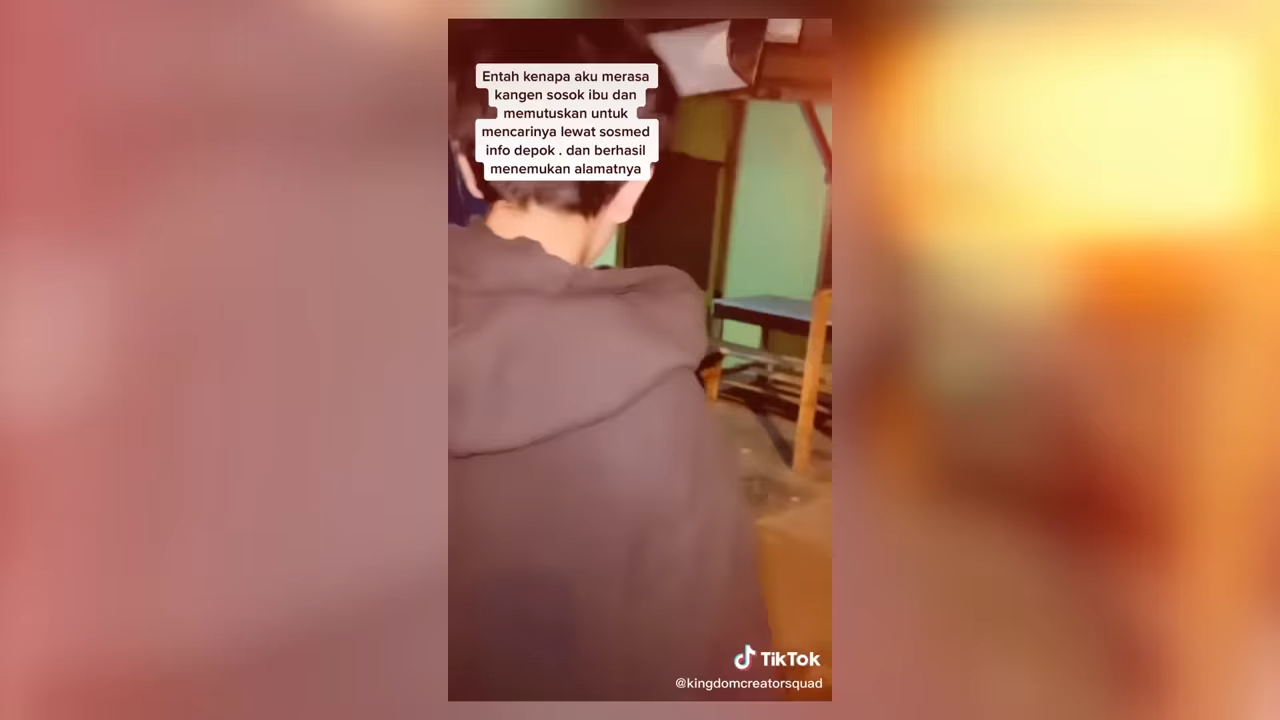 Entah kenapa aku merasa
kangen sosok ibu dan
memutuskan untuk
mencarinya lewat sosmed
info depok . dan berhasil
menemukan alamatnya
TikTok
@kingdomcreatorsquad